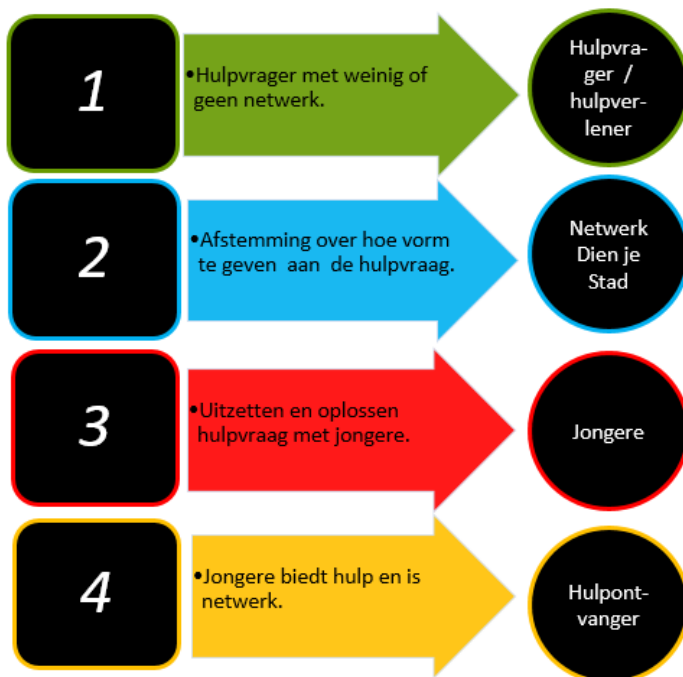 1
•Hulpvrager met weinig of
geen netwerk.
Hulpvra-
ger /
hulpver-
lener
2
•Afstemming over hoe vorm
te geven aan de hulpvraag.
Netwerk
Dien je
Stad
3
•Uitzetten en oplossen
hulpvraag met jongere.
Jongere
4
•Jongere biedt hulp en is
netwerk.
Hulpont-
vanger